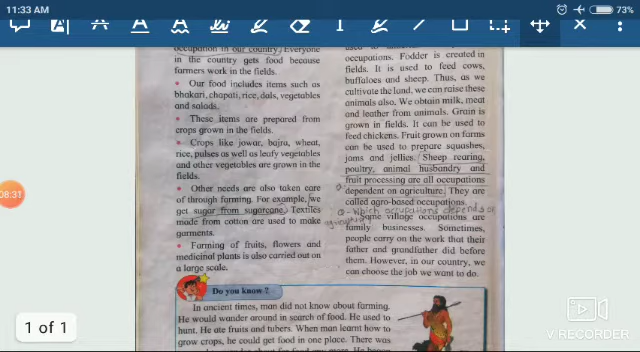 11:33 AM
73%
occupation in our country. Everyone
in the country gets food because
farmers work in the fields.
• Our food includes items such as
bhakari, chapati, rice, dals, vegetables
and salads.
• These items are prepared from
crops grown in the fields.
• Crops like jawar, bajra, wheat,
rice, pulses as well as leafy vegetables
and other vegetables are grown in the
fields.
• Other needs are also taken care
of through farming. For example, we
get sugar from sugarcane. Textiles
made from cotton are used to make
garments.
• Farming of fruits, flowers and
medicinal plants is also carried out on
a large scale.
occupations. Fodder is created in
fields. It is used to feed cows,
buffaloes and sheep. Thus, as we
cultivate the land, we can raise these
animals also. We obtain milk, meat
and leather from animals. Grain is
grown in fields. It can be used to
feed chickens. Fruit grown on farms
can be used to prepare squashes,
jams and jellies. Sheep rearing,
poultry, animal husbandry and
fruit processing are all occupations
dependent on agriculture. They are
called agro-based occupations.
Q- Which occupations depends on
Some village occupations are
family businesses. Sometimes,
people carry on the work that their
father and grandfather did before
them. However, in our country, we
can choose the job we want to do.
Do you know ?
In ancient times, man did not know about farming.
He would wander around in search of food. He used to
hunt. He ate fruits and tubers. When man learnt how to
grow crops, he could get food in one place. There was
08:31
1 of 1
V RECORDER